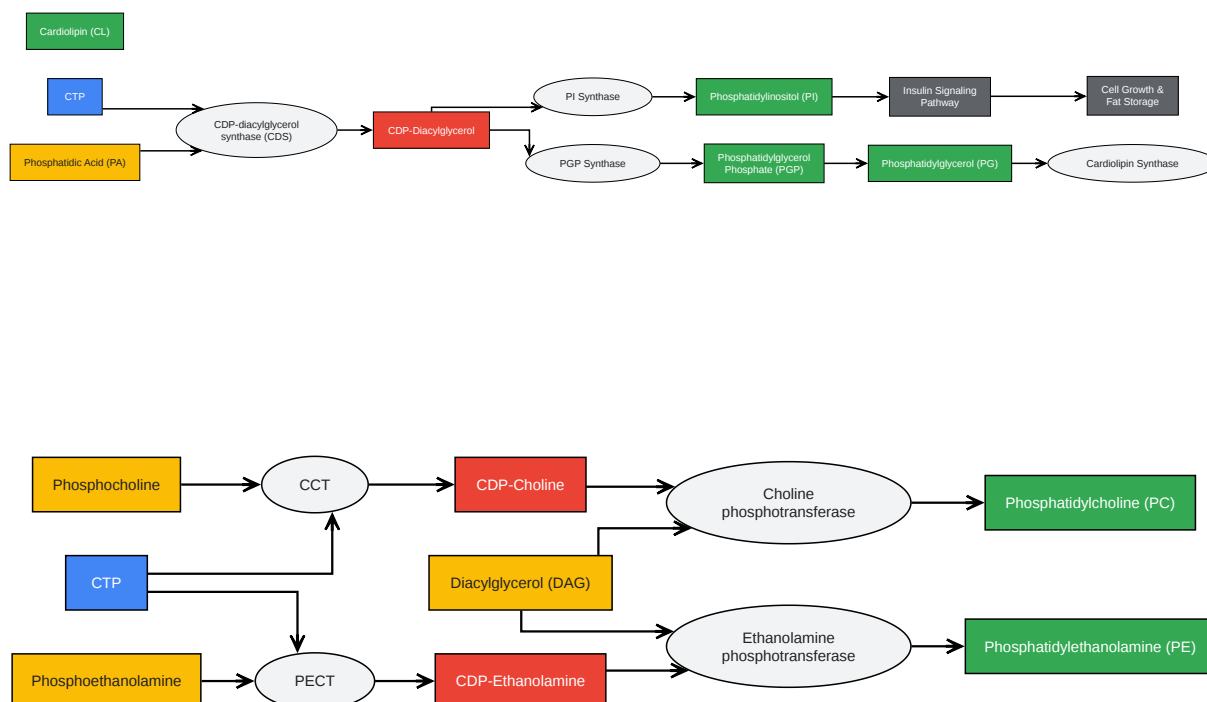 Cardiolipin (CL)
CTP
CDP-diacylglycerol
synthase (CDS)
Phosphatidic Acid (PA)
CDP-Diacylglycerol
PI Synthase
Phosphatidylinositol (PI)
Insulin Signaling
Pathway
Cell Growth &
Fat Storage
PGP Synthase
Phosphatidylglycerol
Phosphate (PGP)
Phosphatidylglycerol (PG)
Cardiolipin Synthase
Phosphocholine
CCT
CDP-Choline
Choline
phosphotransferase
Phosphatidylcholine (PC)
CTP
Diacylglycerol (DAG)
Phosphoethanolamine
PECT
CDP-Ethanolamine
Ethanolamine
phosphotransferase
Phosphatidylethanolamine (PE)